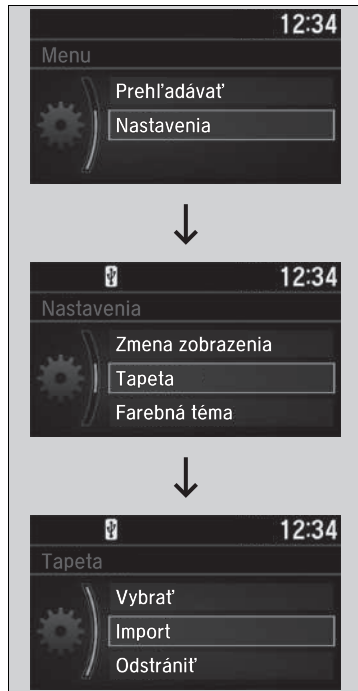 12:34
Menu
Prehľadávať
Nastavenia
12:34
Nastavenia
Zmena zobrazenia
Tapeta
Farebná téma
12:34
Tapeta
Vybrať
Import
Odstrániť